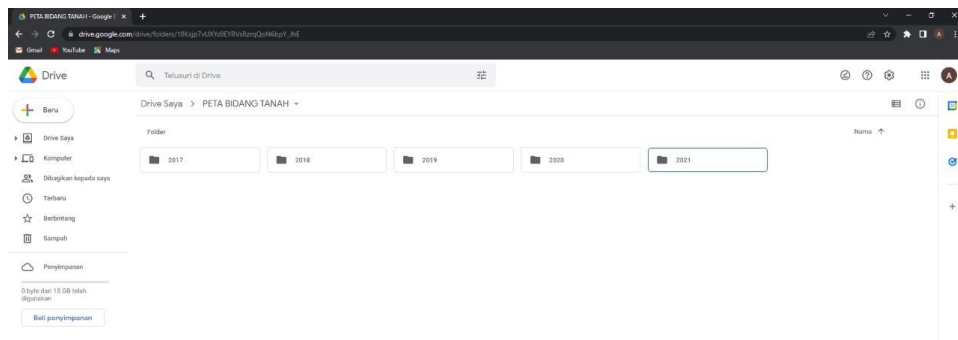 PETA BIDANG TANAH - Google D
drive.google.com/drive/folders/
Gmail YouTube Maps
Drive
Telusuri di Drive
A
Baru
Drive Saya > PETA BIDANG TANAH
Folder
Nama
2017 2018 2019 2020 2021
Drive Saya
Komputer
Dibagikan kepada saya
Terbaru
Berbintang
Sampah
Penyimpanan
0 byte dari 15 GB telah
digunakan
Beli penyimpanan